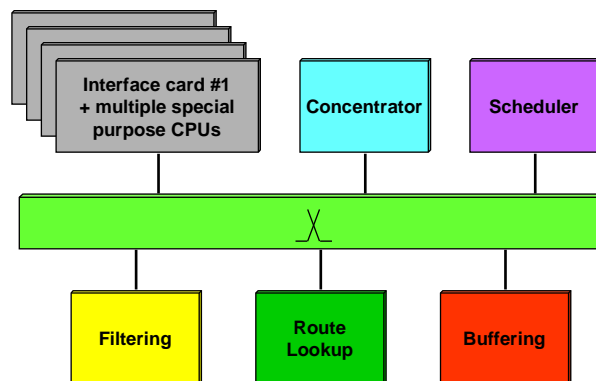 Interface card #1
+ multiple special
purpose CPUs
Concentrator
Scheduler
Filtering
Route
Lookup
Buffering